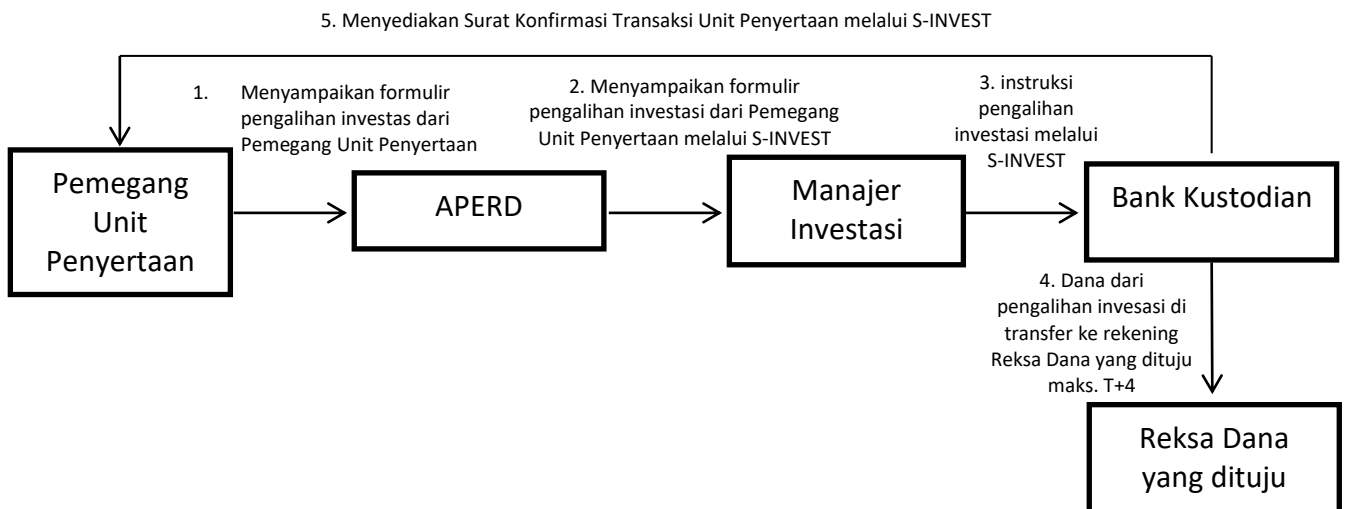 5. Menyediakan Surat Konfirmasi Transaksi Unit Penyertaan melalui S-INVEST
1. Menyampaikan formulir
pengalihan investas dari
Pemegang Unit Penyertaan
2. Menyampaikan formulir
pengalihan investasi dari Pemegang
Unit Penyertaan melalui S-INVEST
3. instruksi
pengalihan
investasi melalui
S-INVEST
Pemegang
Unit
Penyertaan
APERD
Manajer
Investasi
Bank Kustodian
4. Dana dari
pengalihan invesasi di
transfer ke rekening
Reksa Dana yang dituju
maks. T+4
Reksa Dana
yang dituju